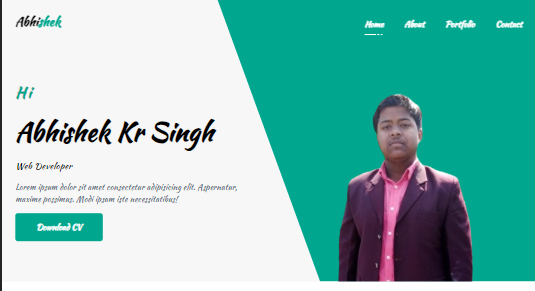 Abhishek
Home About Portfolio Contact
Hi
Abhishek Kr Singh
Web Developer
Lorem ipsum dolor sit amet consectetur adipisicing elit. Aspernatur,
maxime possimus. Modi ipsam iste necessitatibus!
Download CV